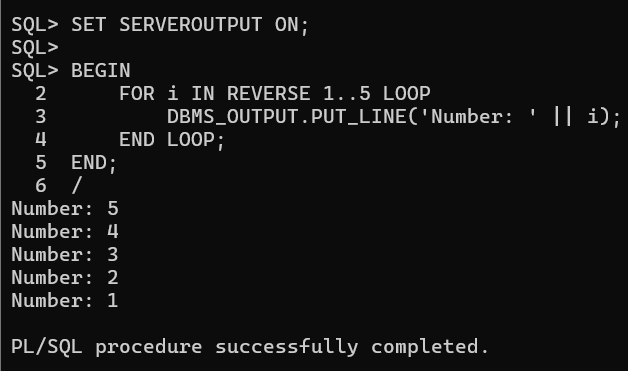 SQL> SET SERVEROUTPUT ON;
SQL>
SQL> BEGIN
  2      FOR i IN REVERSE 1..5 LOOP
  3          DBMS_OUTPUT.PUT_LINE('Number: ' || i);
  4      END LOOP;
  5  END;
  6  /
Number: 5
Number: 4
Number: 3
Number: 2
Number: 1

PL/SQL procedure successfully completed.